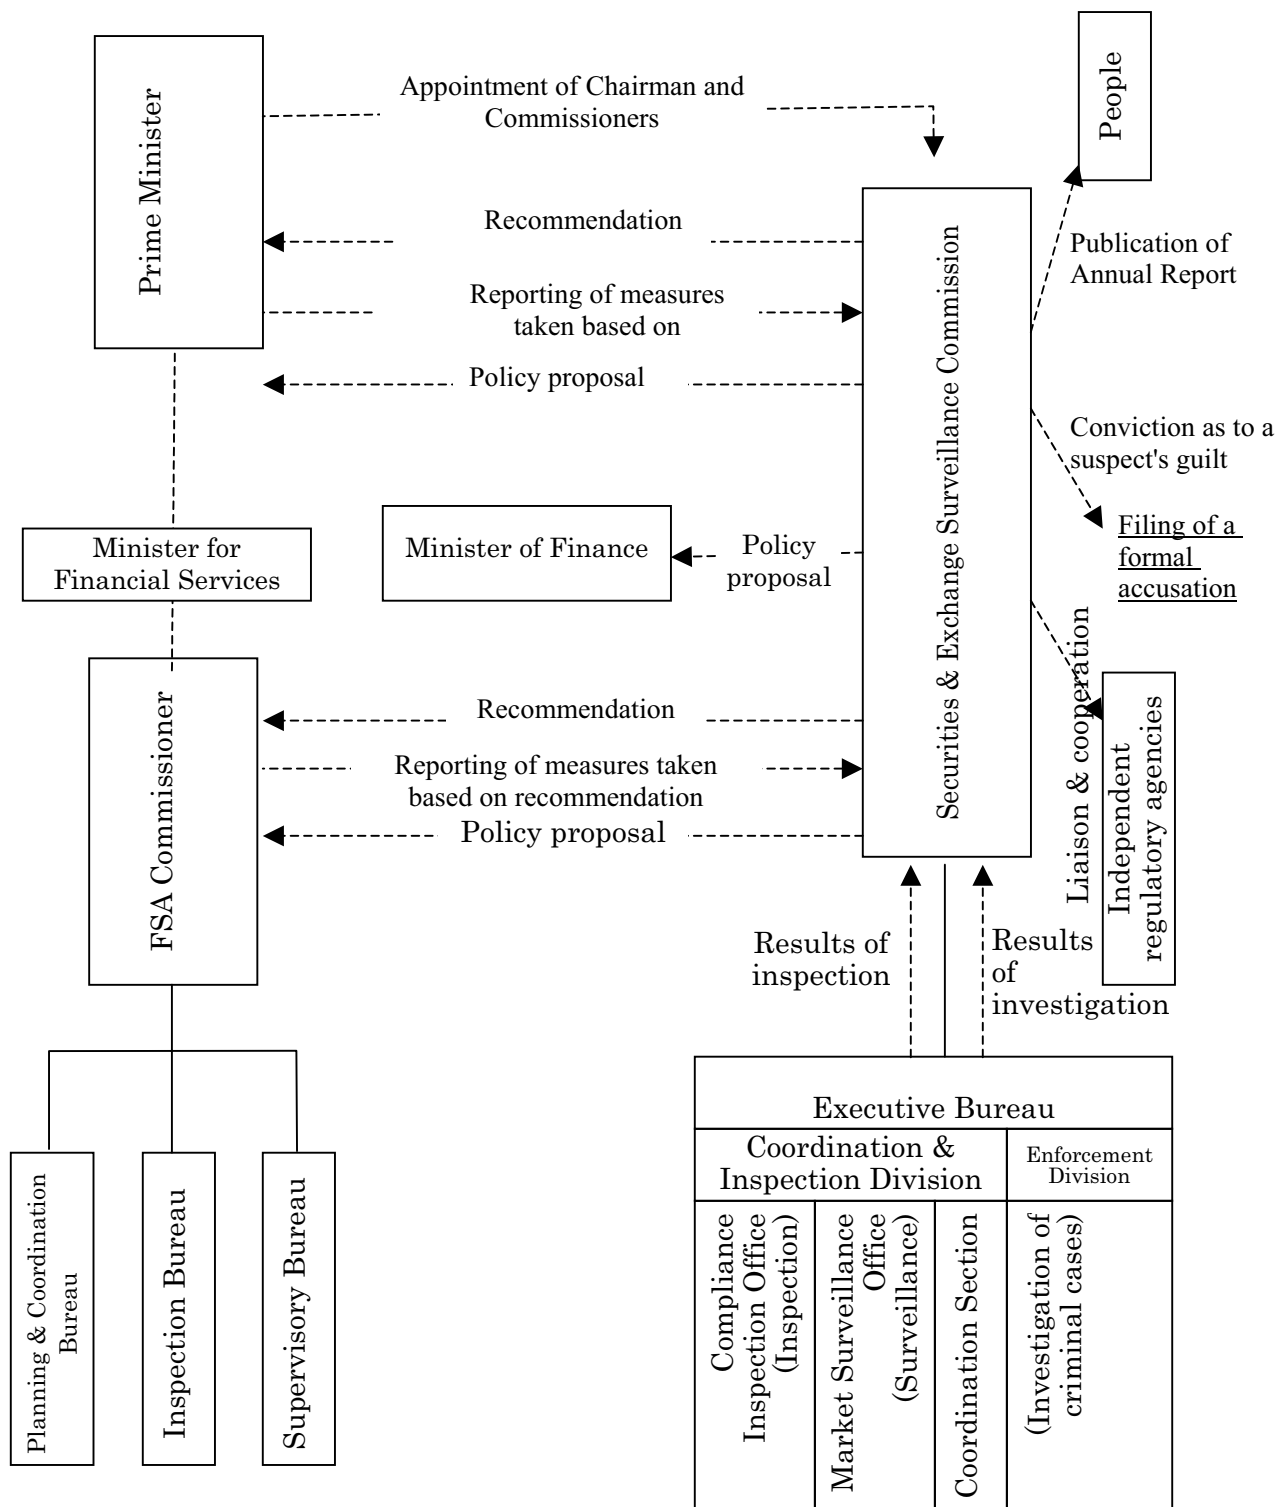 Prime Minister
Appointment of Chairman and
Commissioners
People
Recommendation
Reporting of measures
taken based on
Policy proposal
Securities & Exchange Surveillance Commission
Publication of
Annual Report
Conviction as to a
suspect's guilt
Filing of a
formal
accusation
Minister for
Financial Services
Minister of Finance
Policy
proposal
Liaison & cooperation
Independent
regulatory agencies
FSA Commissioner
Recommendation
Reporting of measures taken
based on recommendation
Policy proposal
Results of
inspection
Results
of
investigation
Planning & Coordination
Bureau
Inspection Bureau
Supervisory Bureau
Executive Bureau
Coordination &
Inspection Division
Enforcement
Division
Compliance
Inspection Office
(Inspection)
Market Surveillance
Office
(Surveillance)
Coordination Section
(Investigation of
criminal cases)